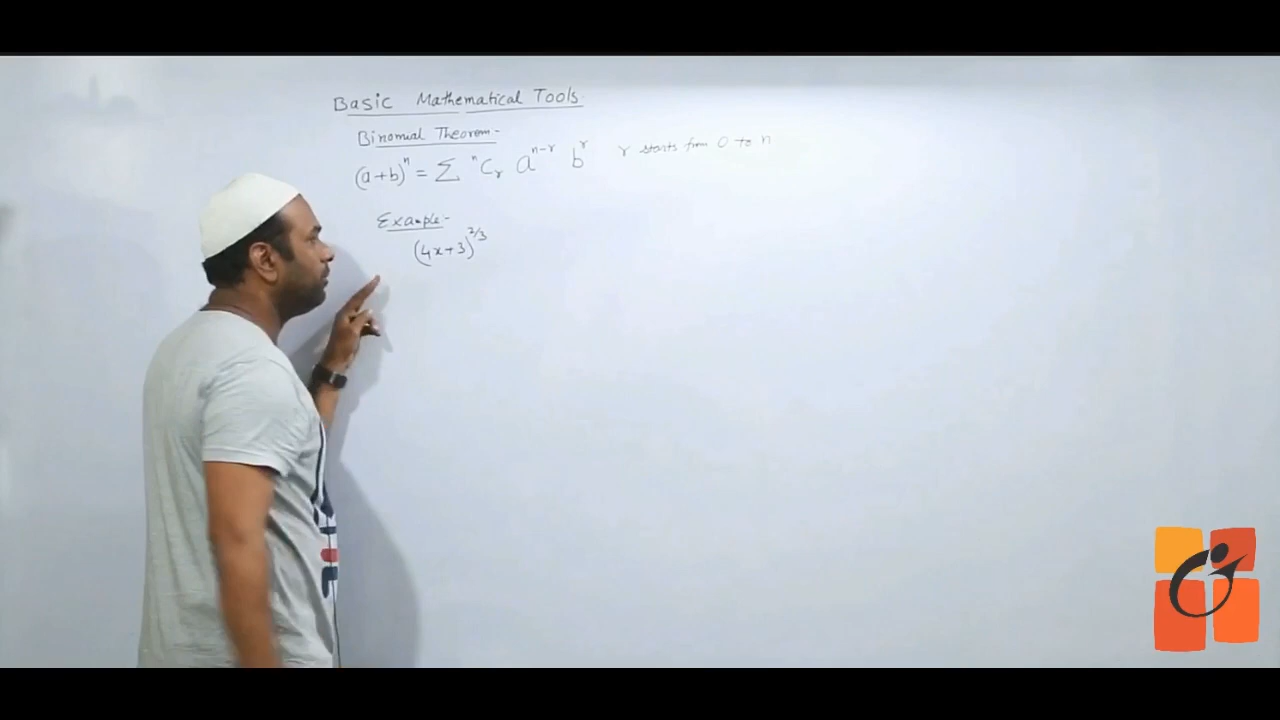 Basic Mathematical Tools
Binomial Theorem-
(a+b)ⁿ = Σ ⁿCᵣ aⁿ⁻ʳ bʳ r starts from 0 to n
Example:-
(4x+3)^2/3